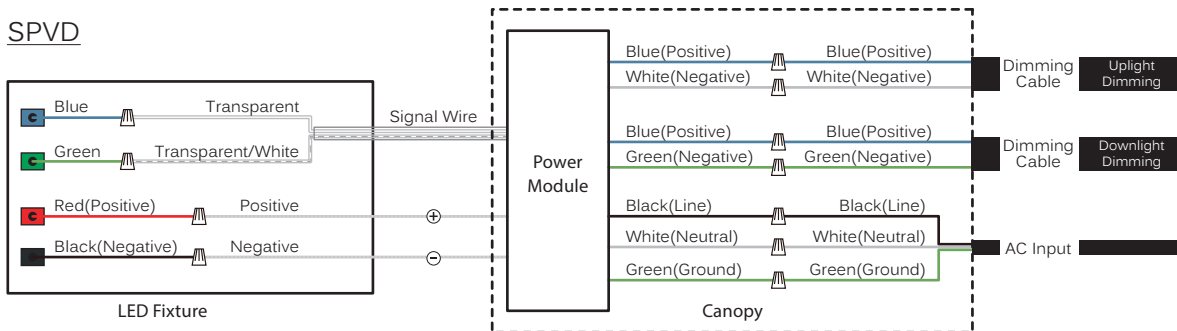 SPVD
Blue
Transparent
Green
Transparent/White
Red(Positive)
Positive
Black(Negative)
Negative
LED Fixture
Signal Wire
Power
Module
Blue(Positive)
Blue(Positive)
White(Negative)
White(Negative)
Dimming
Cable
Uplight
Dimming
Blue(Positive)
Blue(Positive)
Green(Negative)
Green(Negative)
Dimming
Cable
Downlight
Dimming
Black(Line)
Black(Line)
White(Neutral)
White(Neutral)
Green(Ground)
Green(Ground)
AC Input
Canopy